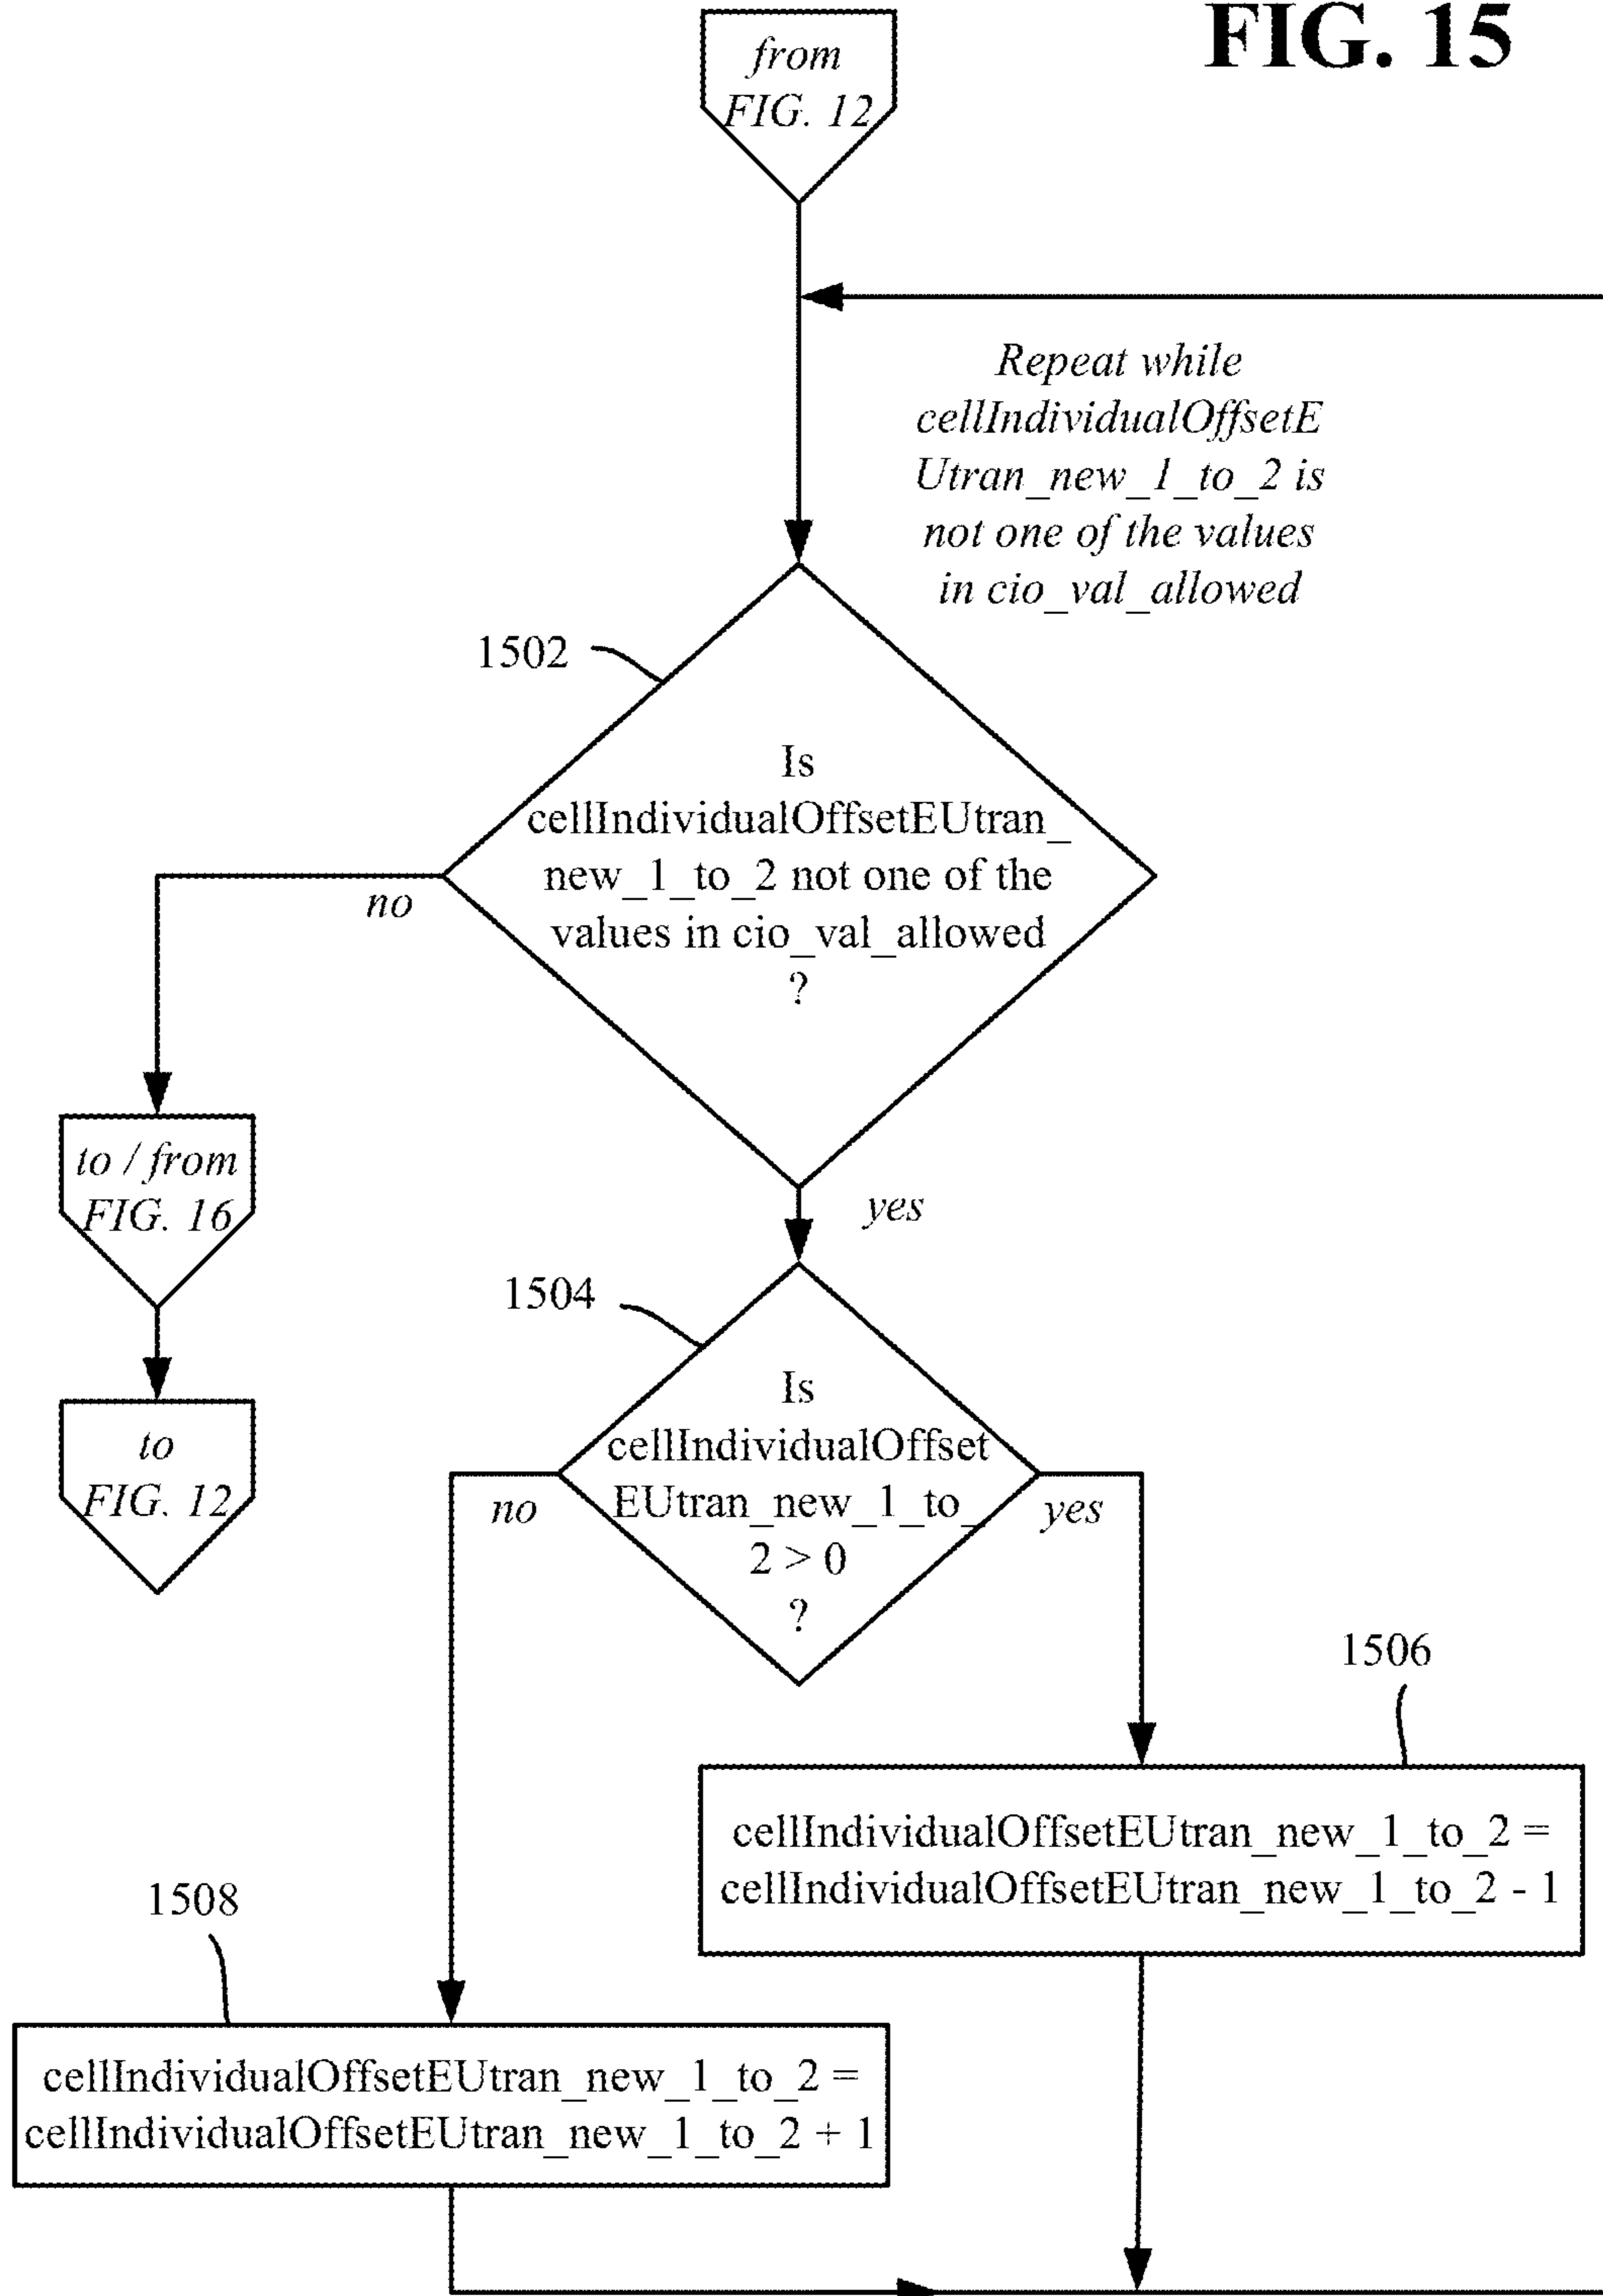 FIG. 15
from
FIG. 12
Repeat while
cellIndividualOffsetE
Utran_new_1_to_2 is
not one of the values
in cio_val_allowed
1502
Is
cellIndividualOffsetEUtran_
new_1_to_2 not one of the
values in cio_val_allowed
?
no
to / from
FIG. 16
yes
1504
to
FIG. 12
Is
cellIndividualOffset
EUtran_new_1_to_
2 > 0
?
no
yes
1506
cellIndividualOffsetEUtran_new_1_to_2 =
cellIndividualOffsetEUtran_new_1_to_2 - 1
1508
cellIndividualOffsetEUtran_new_1_to_2 =
cellIndividualOffsetEUtran_new_1_to_2 + 1